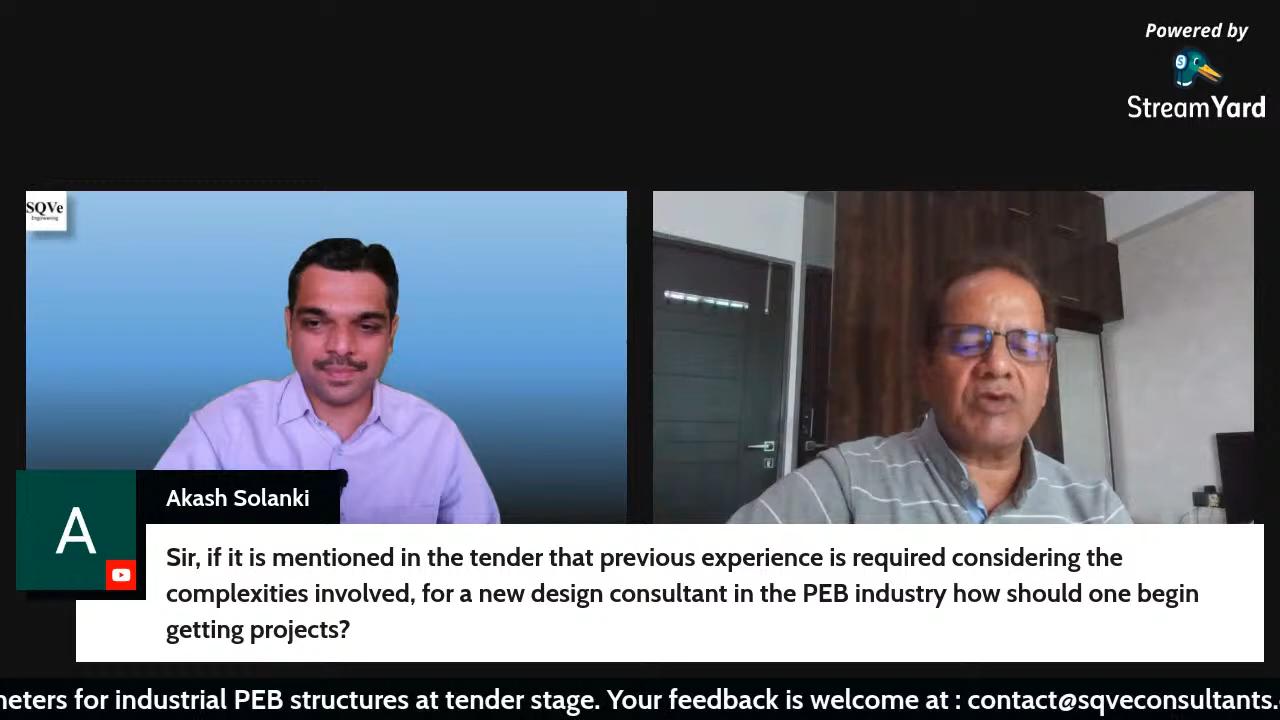 Powered by
StreamYard
SQVe
Engineering
A
Akash Solanki
Sir, if it is mentioned in the tender that previous experience is required considering the
complexities involved, for a new design consultant in the PEB industry how should one begin
getting projects?
neters for industrial PEB structures at tender stage. Your feedback is welcome at : contact@sqveconsultants.